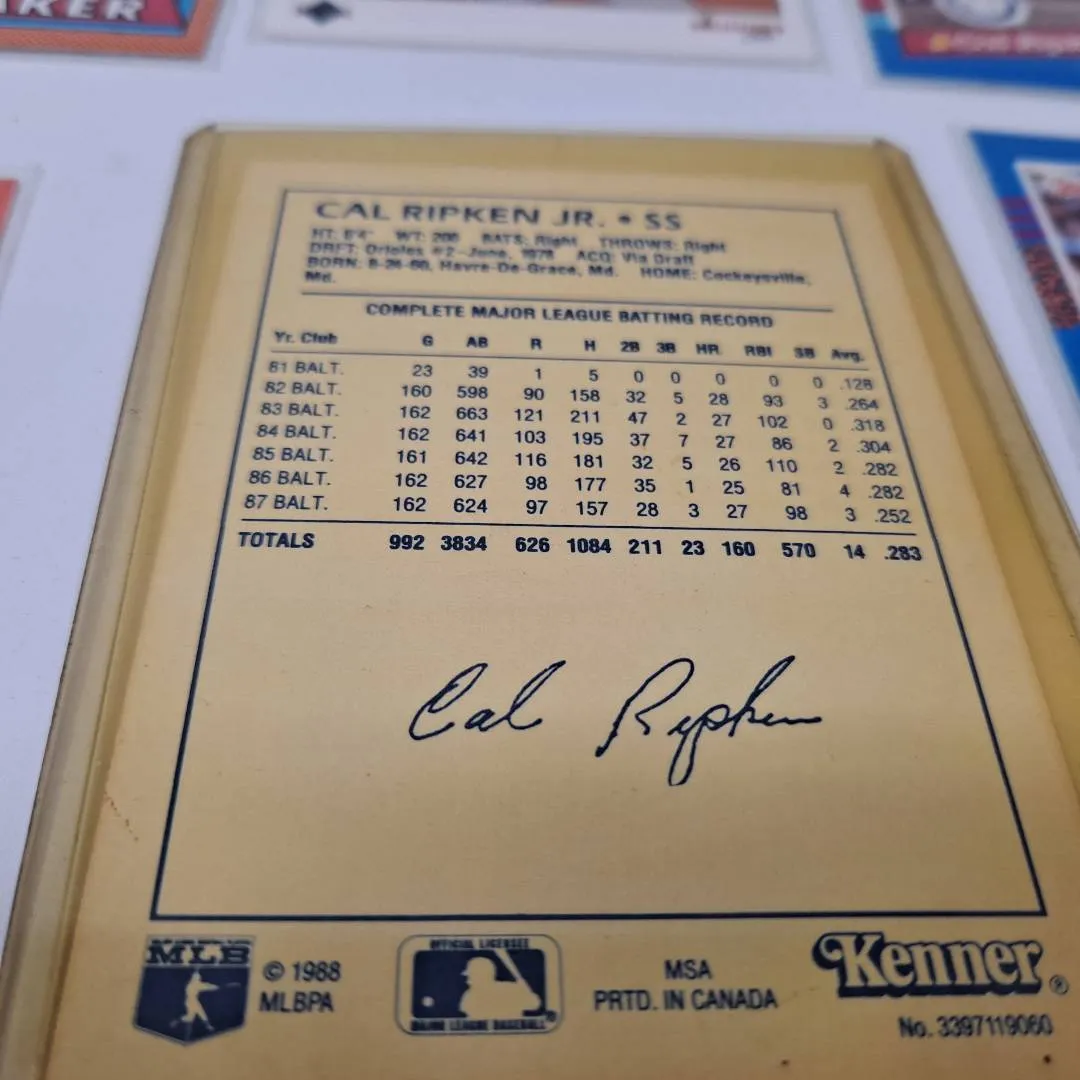 AKER
CAL RIPKEN JR. • SS
HT: 6'4" WT: 200 BATS: Right THROWS: Right
DRFT: Orioles #2-June, 1978 ACQ: Via Draft
BORN: 8-24-60, Havre-De-Grace, Md. HOME: Cockeysville,
Md.
COMPLETE MAJOR LEAGUE BATTING RECORD
Yr. Club G AB R H 2B 3B HR RBI SB Avg.
81 BALT. 23 39 1 5 0 0 0 0 0 .128
82 BALT. 160 598 90 158 32 5 28 93 3 .264
83 BALT. 162 663 121 211 47 2 27 102 0 .318
84 BALT. 162 641 103 195 37 7 27 86 2 .304
85 BALT. 161 642 116 181 32 5 26 110 2 .282
86 BALT. 162 627 98 177 35 1 25 81 4 .282
87 BALT. 162 624 97 157 28 3 27 98 3 .252
TOTALS 992 3834 626 1084 211 23 160 570 14 .283
Cal Ripken
MLB
© 1988
MLBPA
OFFICIAL LICENSEE
MAJOR LEAGUE BASEBALL®
MSA
PRTD. IN CANADA
Kenner®
No. 3397119060